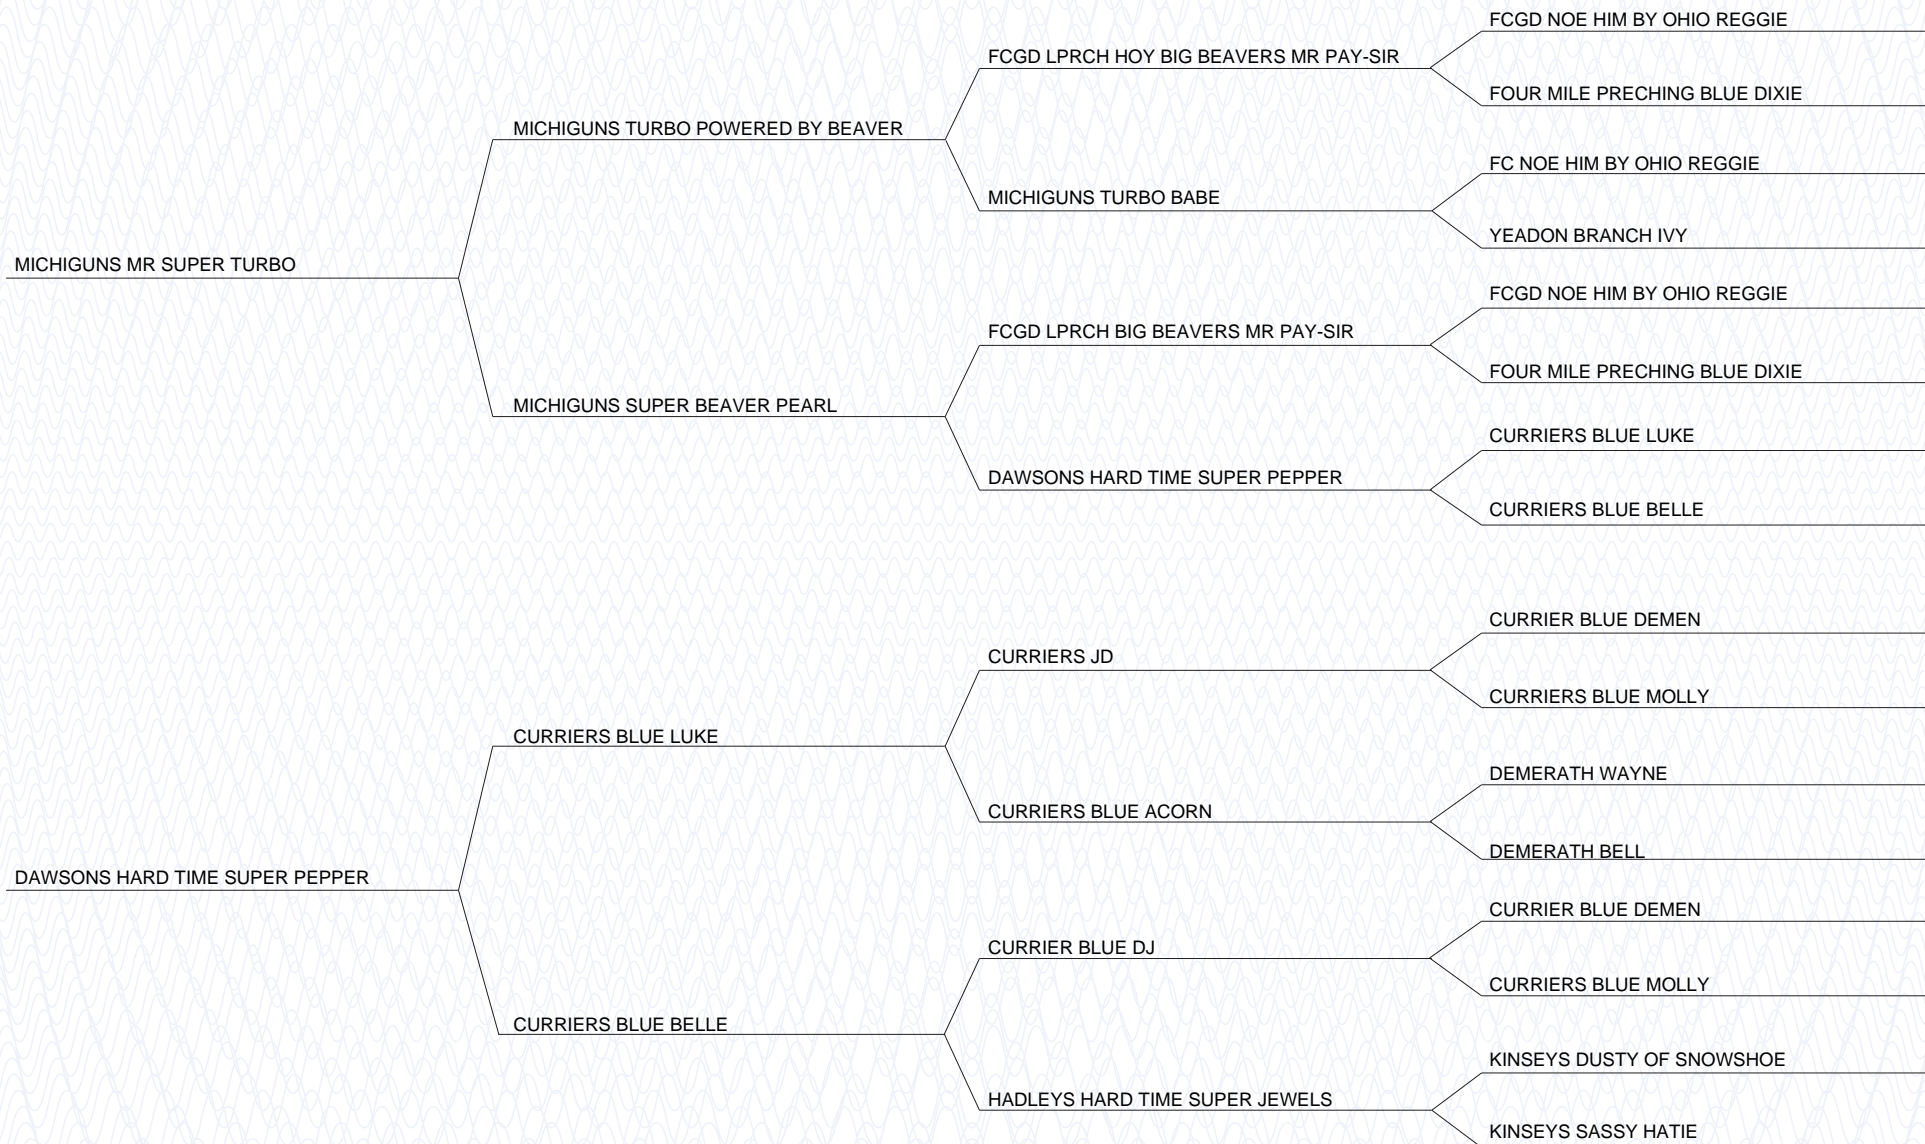 FCGD NOE HIM BY OHIO REGGIE
FCGD LPRCH HOY BIG BEAVERS MR PAY-SIR
FOUR MILE PRECHING BLUE DIXIE
MICHIGUNS TURBO POWERED BY BEAVER
FC NOE HIM BY OHIO REGGIE
MICHIGUNS TURBO BABE
YEADON BRANCH IVY
MICHIGUNS MR SUPER TURBO
FCGD NOE HIM BY OHIO REGGIE
FCGD LPRCH BIG BEAVERS MR PAY-SIR
FOUR MILE PRECHING BLUE DIXIE
MICHIGUNS SUPER BEAVER PEARL
CURRIERS BLUE LUKE
DAWSONS HARD TIME SUPER PEPPER
CURRIERS BLUE BELLE
CURRIER BLUE DEMEN
CURRIERS JD
CURRIERS BLUE MOLLY
CURRIERS BLUE LUKE
DEMERATH WAYNE
CURRIERS BLUE ACORN
DEMERATH BELL
DAWSONS HARD TIME SUPER PEPPER
CURRIER BLUE DEMEN
CURRIER BLUE DJ
CURRIERS BLUE MOLLY
CURRIERS BLUE BELLE
KINSEYS DUSTY OF SNOWSHOE
HADLEYS HARD TIME SUPER JEWELS
KINSEYS SASSY HATIE